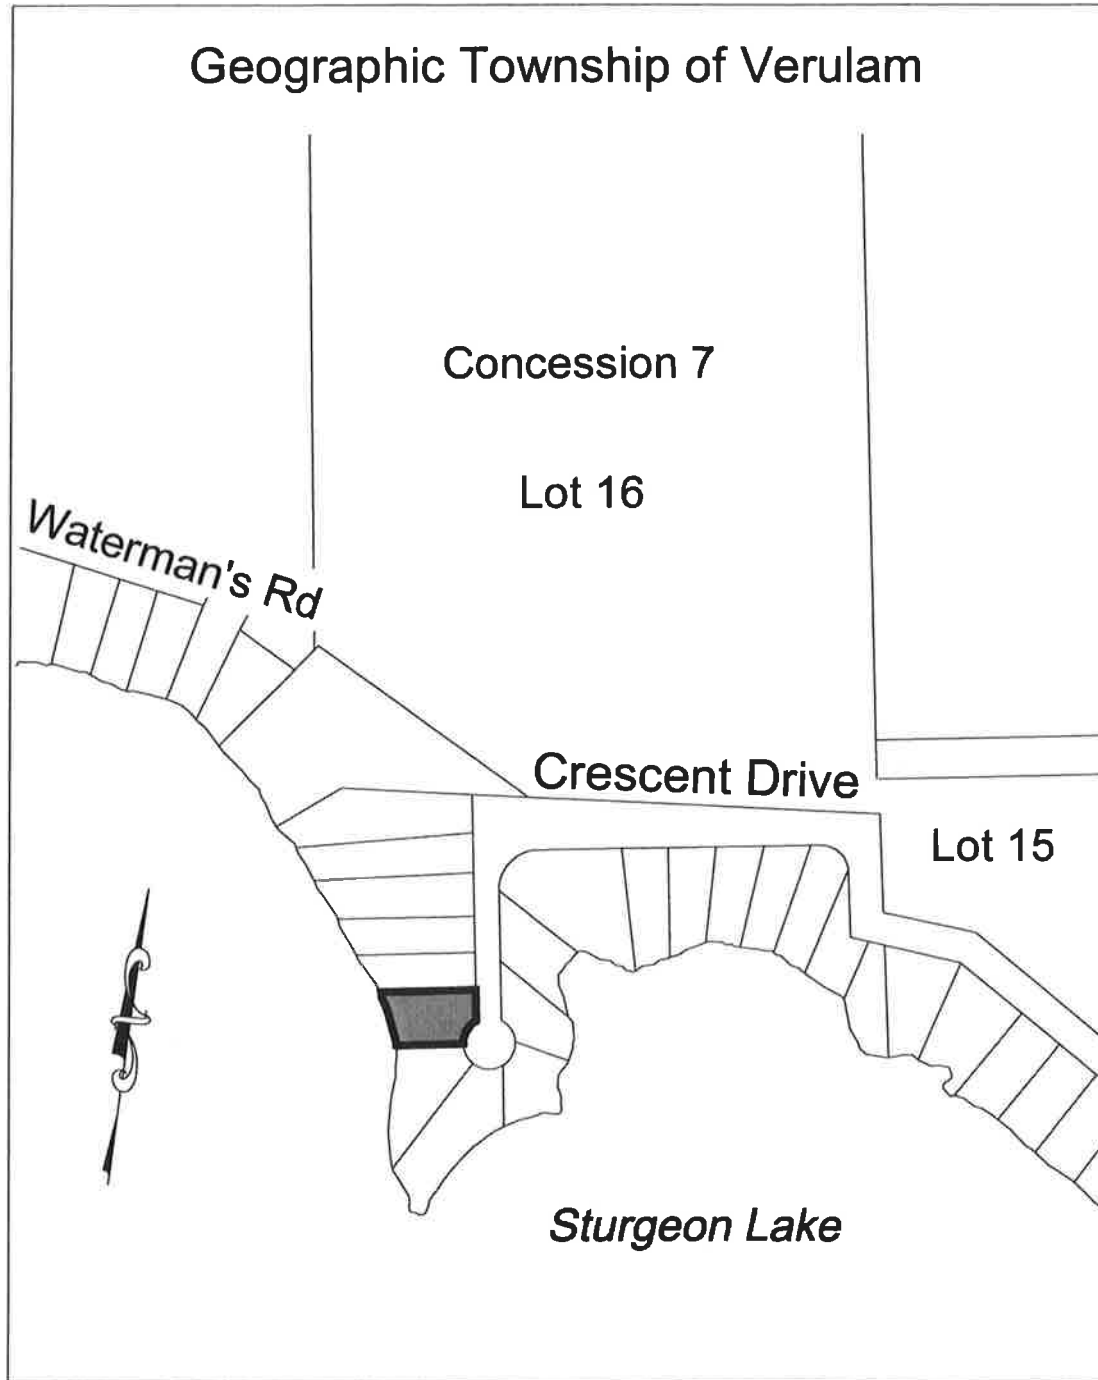 Geographic Township of Verulam
Concession 7
Lot 16
Waterman's Rd
Crescent Drive
Lot 15
Sturgeon Lake